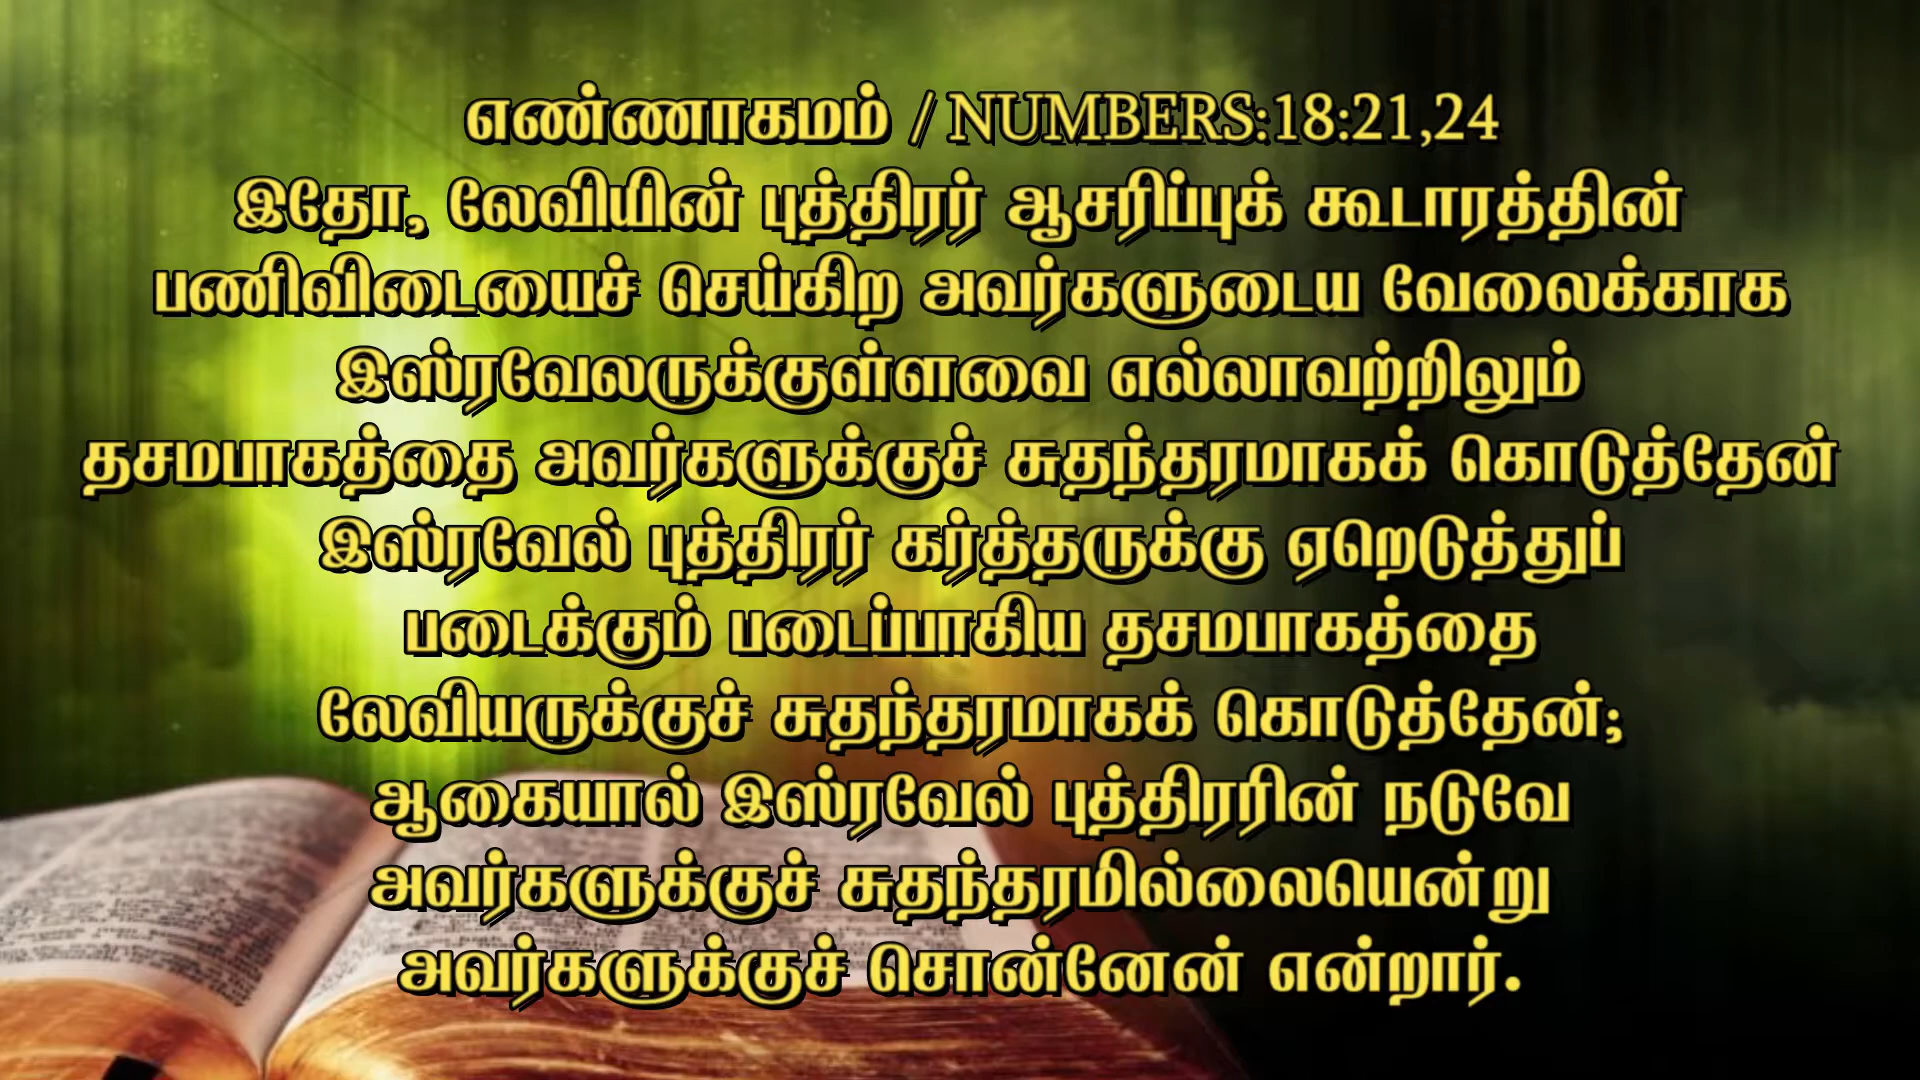 எண்ணாகமம் / NUMBERS:18:21,24
இதோ, லேவியின் புத்திரர் ஆசரிப்புக் கூடாரத்தின்
பணிவிடையைச் செய்கிற அவர்களுடைய வேலைக்காக
இஸ்ரவேலருக்குள்ளவை எல்லாவற்றிலும்
தசமபாகத்தை அவர்களுக்குச் சுதந்தரமாகக் கொடுத்தேன்
இஸ்ரவேல் புத்திரர் கர்த்தருக்கு ஏறெடுத்துப்
படைக்கும் படைப்பாகிய தசமபாகத்தை
லேவியருக்குச் சுதந்தரமாகக் கொடுத்தேன்;
ஆகையால் இஸ்ரவேல் புத்திரரின் நடுவே
அவர்களுக்குச் சுதந்தரமில்லையென்று
அவர்களுக்குச் சொன்னேன் என்றார்.